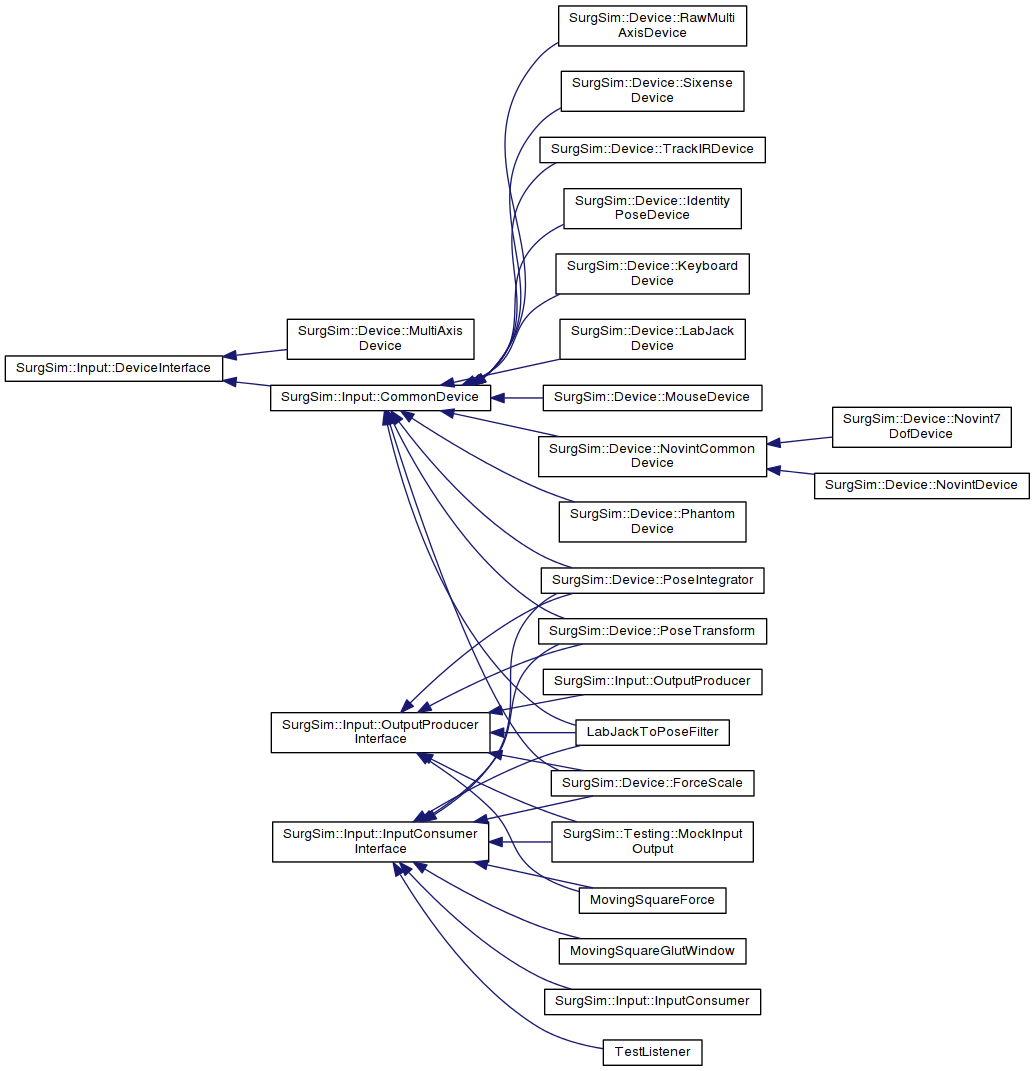 SurgSim::Device::RawMulti
AxisDevice
SurgSim::Device::Sixense
Device
SurgSim::Device::TrackIRDevice
SurgSim::Device::Identity
PoseDevice
SurgSim::Device::Keyboard
Device
SurgSim::Device::MultiAxis
Device
SurgSim::Device::LabJack
Device
SurgSim::Input::DeviceInterface
SurgSim::Input::CommonDevice
SurgSim::Device::MouseDevice
SurgSim::Device::Novint7
DofDevice
SurgSim::Device::NovintCommon
Device
SurgSim::Device::NovintDevice
SurgSim::Device::Phantom
Device
SurgSim::Device::PoseIntegrator
SurgSim::Device::PoseTransform
SurgSim::Input::OutputProducer
SurgSim::Input::OutputProducer
Interface
LabJackToPoseFilter
SurgSim::Device::ForceScale
SurgSim::Input::InputConsumer
Interface
SurgSim::Testing::MockInput
Output
MovingSquareForce
MovingSquareGlutWindow
SurgSim::Input::InputConsumer
TestListener